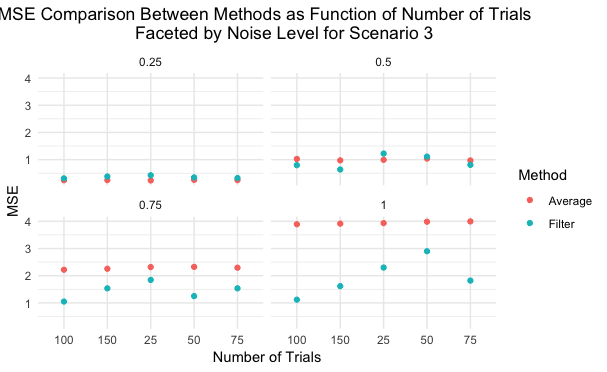 MSE Comparison Between Methods as Function of Number of Trials
Faceted by Noise Level for Scenario 3
0.25
0.5
4
3
2
1
0.75
1
4
3
2
1
MSE
100 150 25 50 75
100 150 25 50 75
Number of Trials
Method
Average
Filter